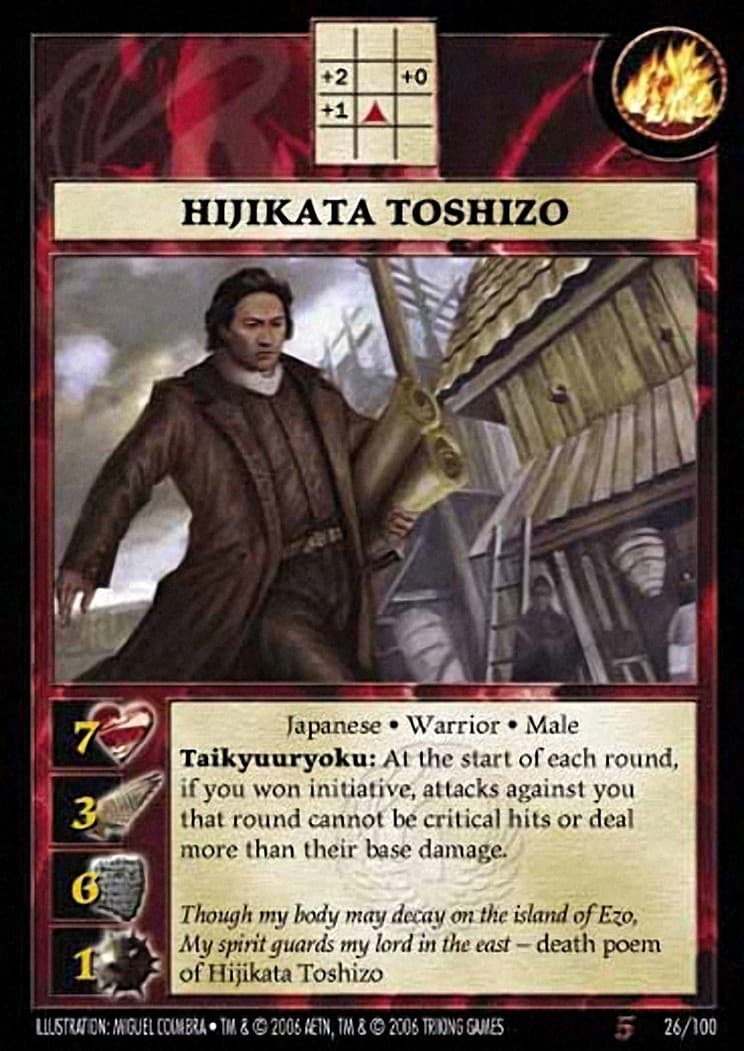 +2 +0
+1
HIJIKATA TOSHIZO
7
3
6
1
Japanese • Warrior • Male
Taikyuuryoku: At the start of each round,
if you won initiative, attacks against you
that round cannot be critical hits or deal
more than their base damage.
Though my body may decay on the island of Ezo,
My spirit guards my lord in the east – death poem
of Hijikata Toshizo
ILLUSTRATION: MIGUEL COIMBRA • TM & © 2006 AETN, TM & © 2006 TRIKING GAMES
5 26/100